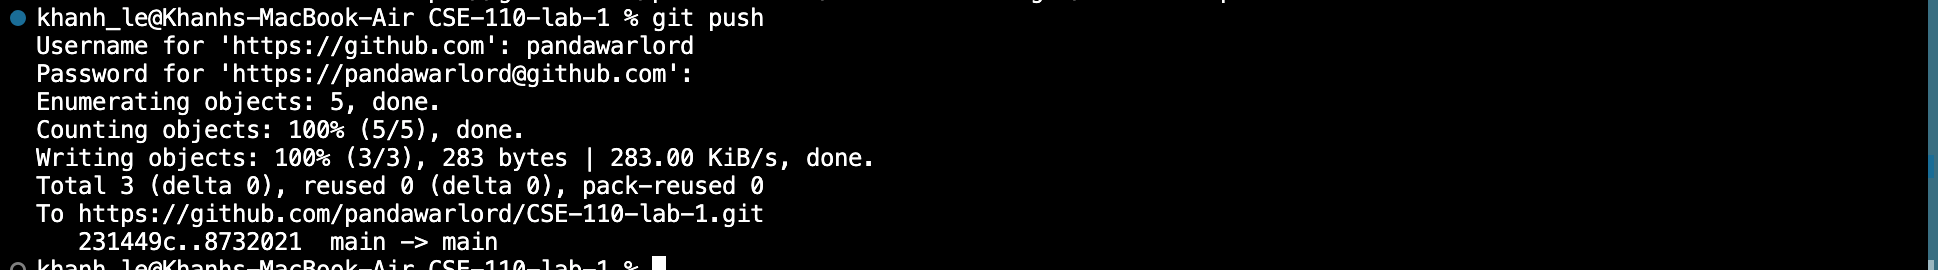 khanh_le@Khanhs-MacBook-Air CSE-110-lab-1 % git push
Username for 'https://github.com': pandawarlord
Password for 'https://pandawarlord@github.com':
Enumerating objects: 5, done.
Counting objects: 100% (5/5), done.
Writing objects: 100% (3/3), 283 bytes | 283.00 KiB/s, done.
Total 3 (delta 0), reused 0 (delta 0), pack-reused 0
To https://github.com/pandawarlord/CSE-110-lab-1.git
231449c..8732021  main -> main
khanh_le@Khanhs-MacBook-Air CSE-110-lab-1 %